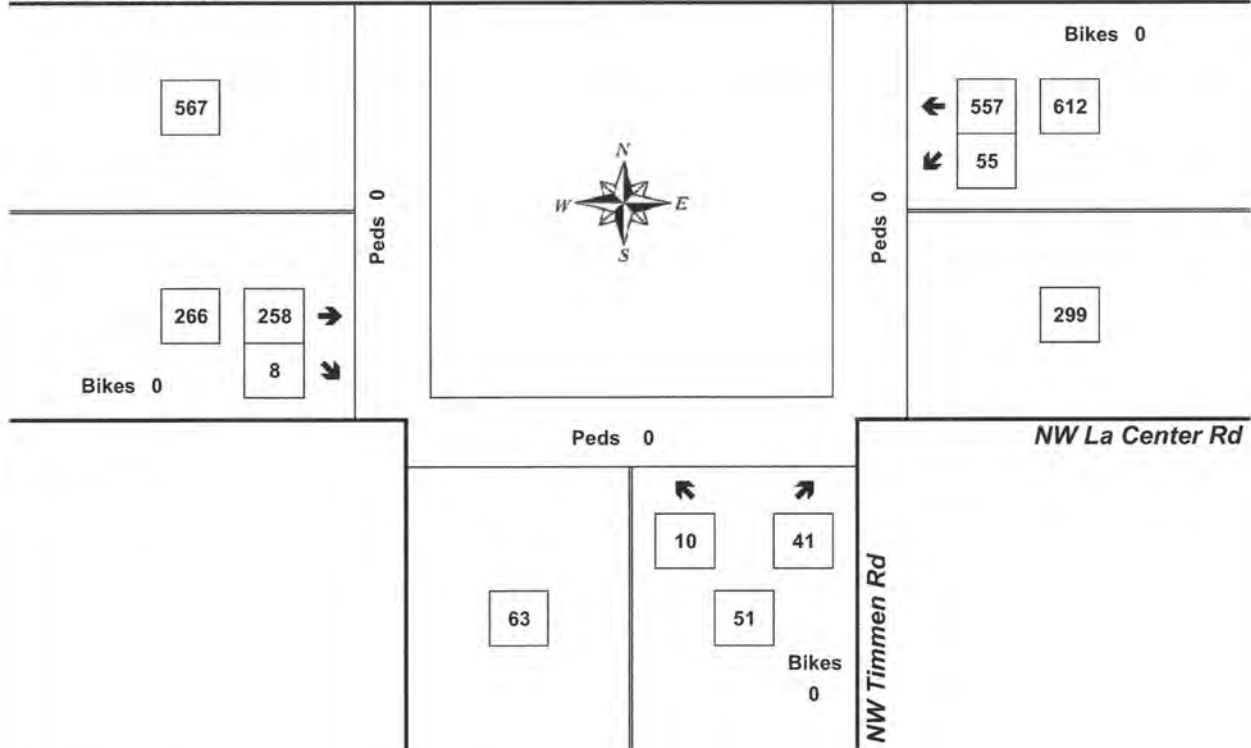 Bikes 0
567
557 612
55
N
W E
S
Peds 0
Peds 0
266 258
8
299
Bikes 0
Peds 0
NW La Center Rd
10 41
63
51
Bikes
0
NW Timmen Rd